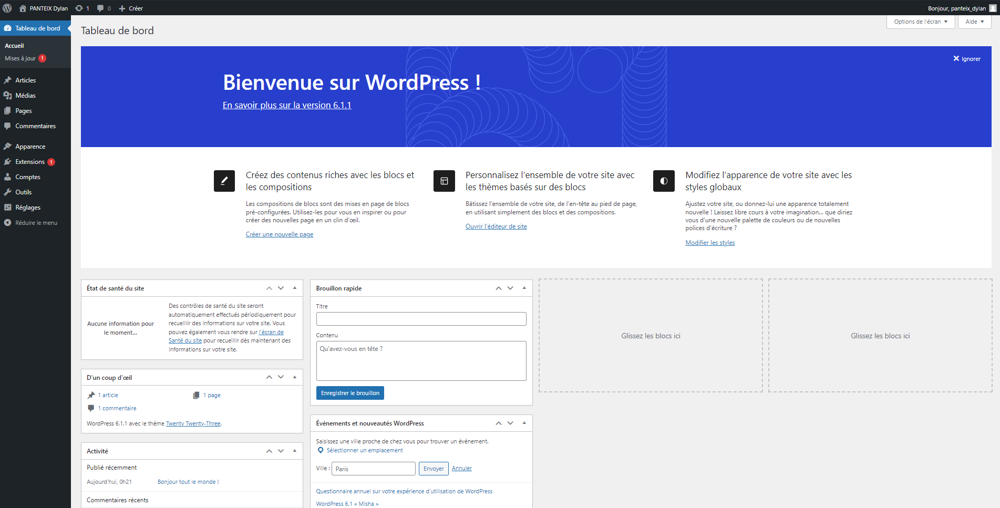 PANTEIX Dylan
1
0
Créer
Bonjour, panteix_dylan
Tableau de bord
Accueil
Mises à jour 1
Articles
Médias
Pages
Commentaires
Apparence
Extensions 1
Comptes
Outils
Réglages
Réduire le menu
Options de l'écran
Aide
Tableau de bord
Ignorer
Bienvenue sur WordPress !
En savoir plus sur la version 6.1.1
Créez des contenus riches avec les blocs et
les compositions
Les compositions de blocs sont des mises en page de blocs
pré-configurées. Utilisez-les pour vous en inspirer ou pour
créer des nouvelles page en un clin d'œil.
Créer une nouvelle page
Personnalisez l'ensemble de votre site avec
les thèmes basés sur des blocs
Bâtissez l'ensemble de votre site, de l'en-tête au pied de page,
en utilisant simplement des blocs et des compositions.
Ouvrir l'éditeur de site
Modifiez l'apparence de votre site avec les
styles globaux
Ajustez votre site, ou donnez-lui une apparence totalement
nouvelle ! Laissez libre cours à votre imagination… que diriez
vous d'une nouvelle palette de couleurs ou de nouvelles
polices d'écriture ?
Modifier les styles
État de santé du site
Aucune information pour
le moment…
Des contrôles de santé du site seront
automatiquement effectués périodiquement pour
recueillir des informations sur votre site. Vous
pouvez également vous rendre sur l'écran de
Santé du site pour recueillir dès maintenant des
informations sur votre site.
D'un coup d'œil
1 article
1 page
1 commentaire
WordPress 6.1.1 avec le thème Twenty Twenty-Three.
Activité
Publié récemment
Aujourd'hui, 0h21
Bonjour tout le monde !
Commentaires récents
Brouillon rapide
Titre
Contenu
Qu'avez-vous en tête ?
Enregistrer le brouillon
Évènements et nouveautés WordPress
Saisissez une ville proche de chez vous pour trouver un évènement.
Sélectionner un emplacement
Ville :
Paris
Envoyer
Annuler
Questionnaire annuel sur votre expérience d'utilisation de WordPress
WordPress 6.1 « Misha »
Glissez les blocs ici
Glissez les blocs ici